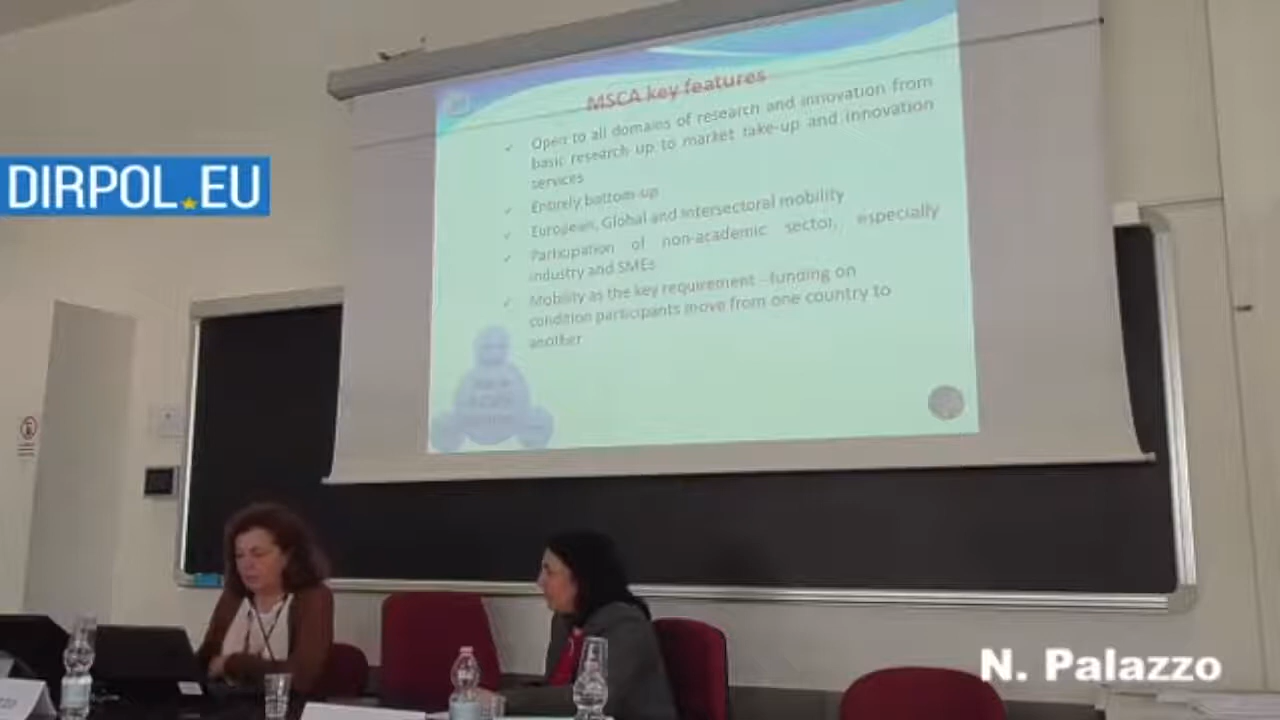 MSCA key features
Open to all domains of research and innovation from
basic research up to market take-up and innovation
services
Entirely bottom-up
European, Global and Intersectoral mobility
Participation of non-academic sector, especially
industry and SMEs
Mobility as the key requirement - funding on
condition participants move from one country to
another
DIRPOL.EU
N. Palazzo